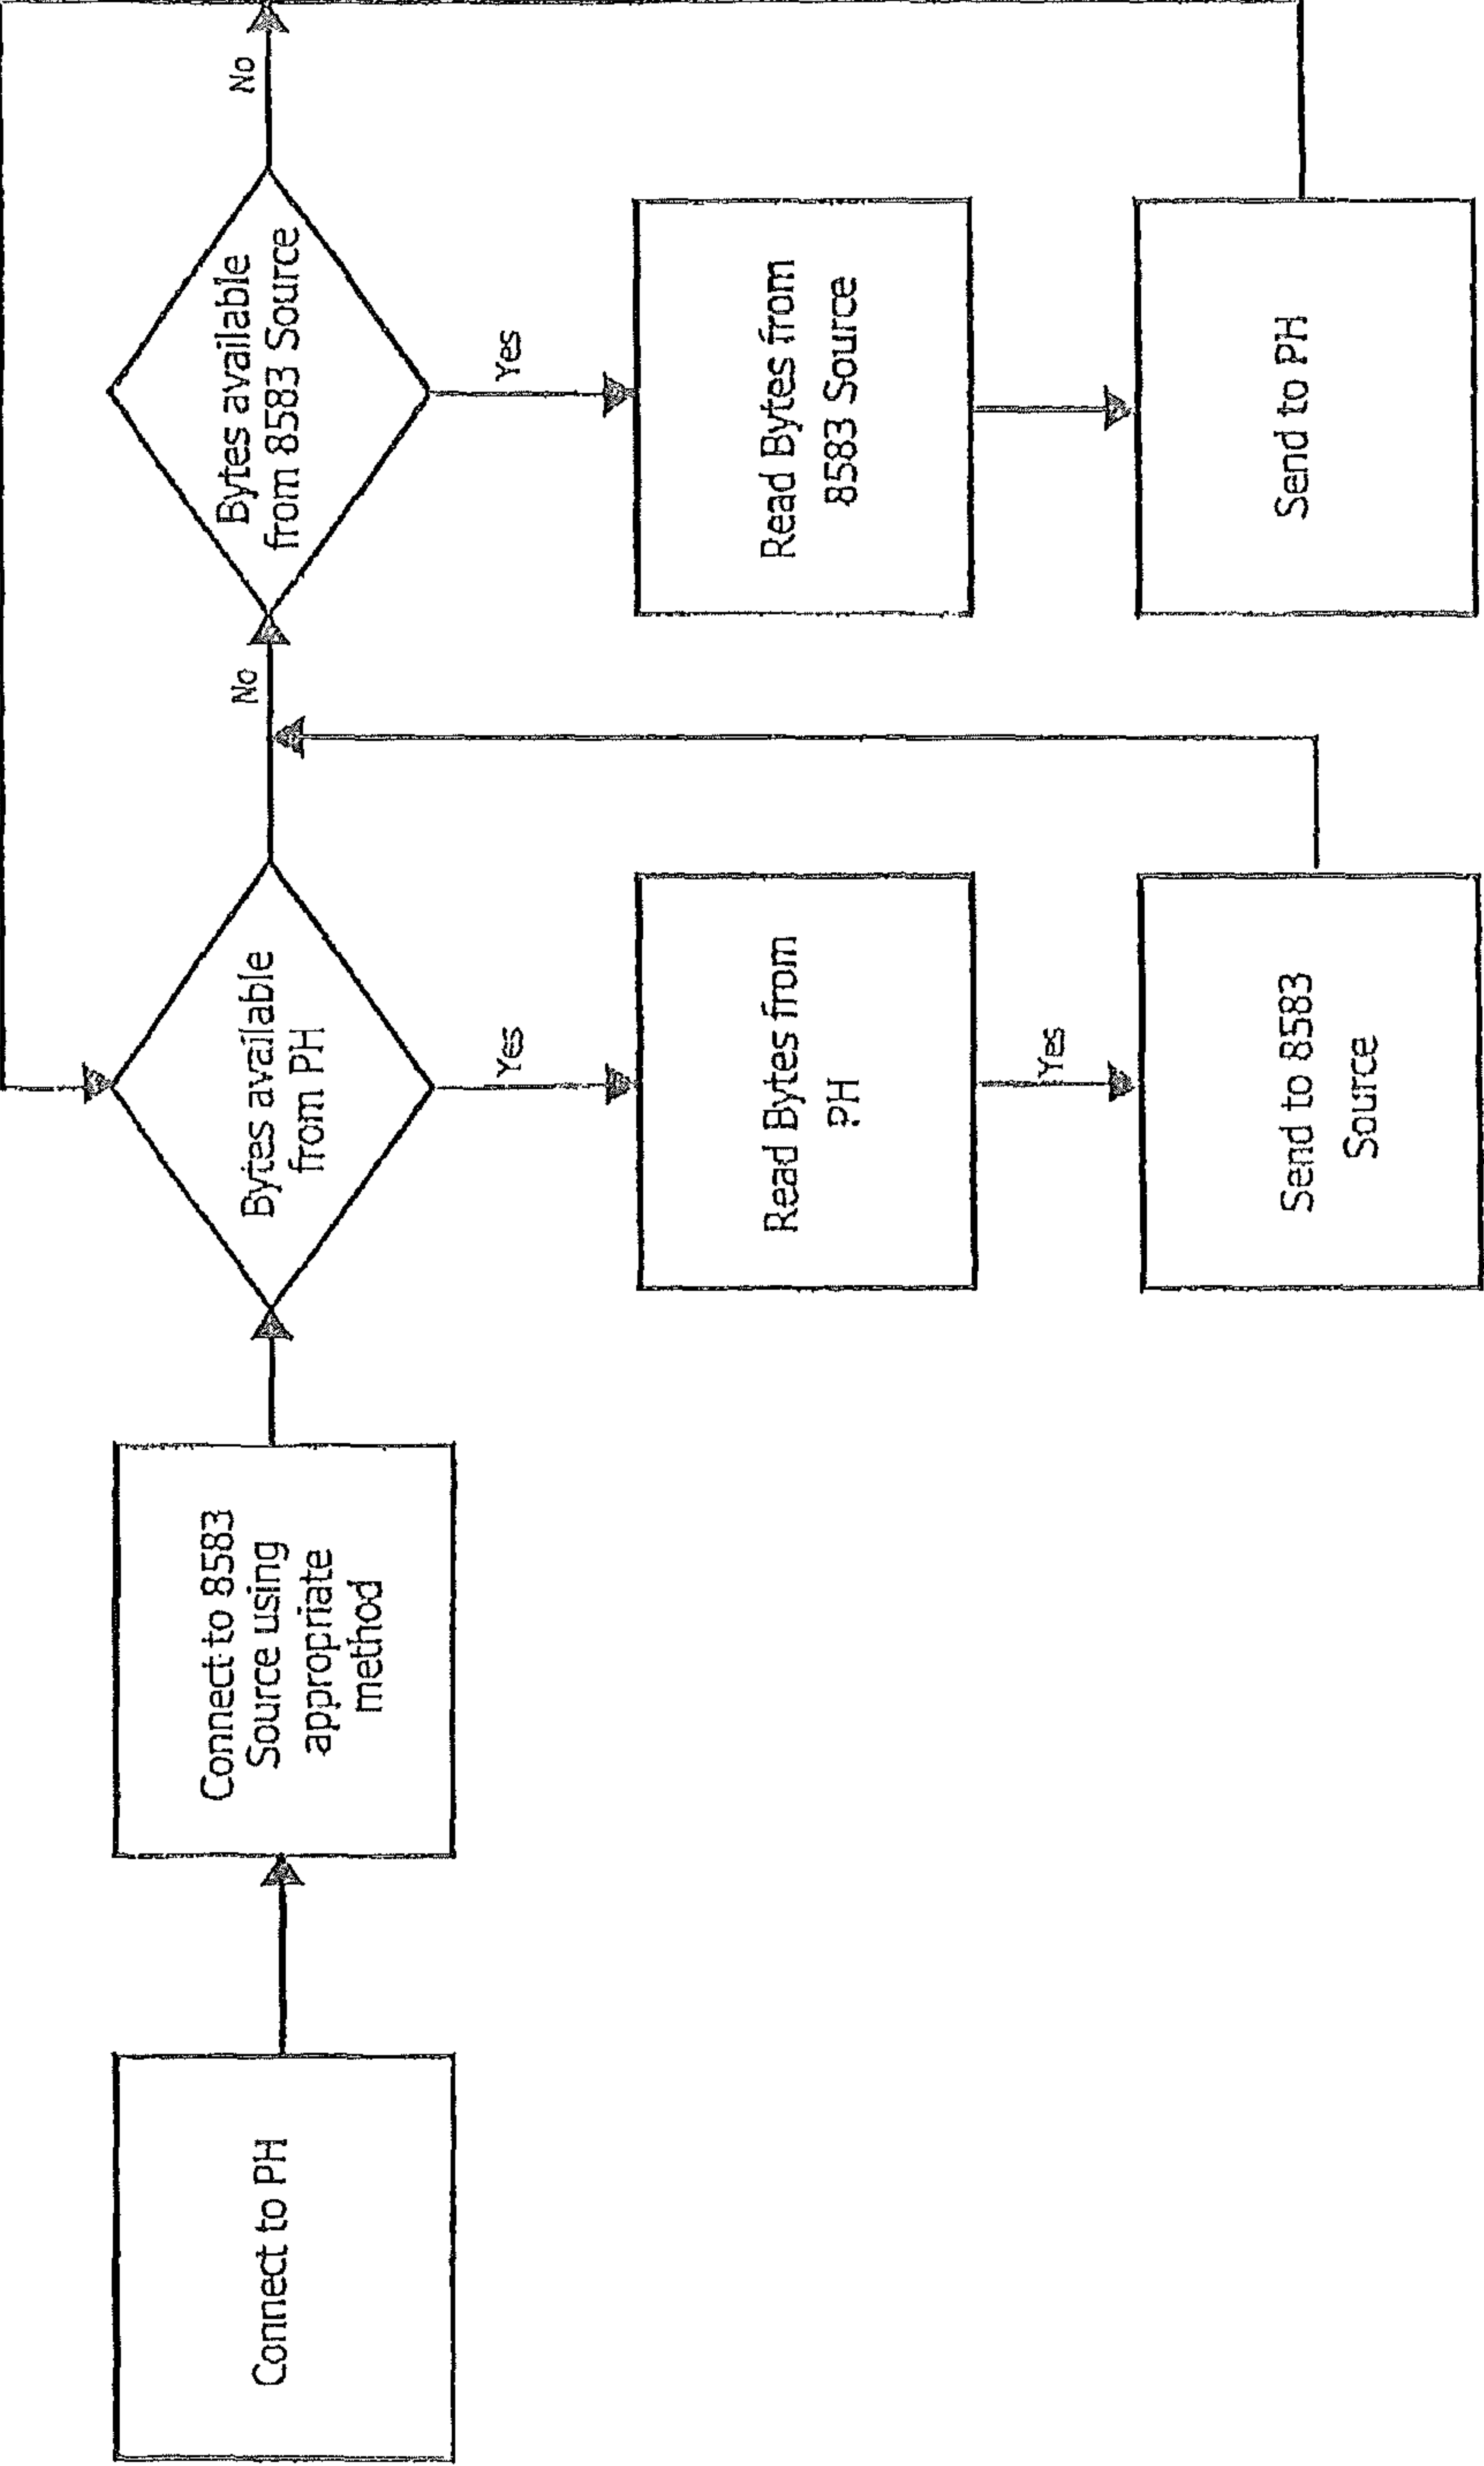 Connect to PH
Connect to 8583
Source using
appropriate
method
Bytes available
from PH
No
Bytes available
from 8583 Source
No
Yes
Read Bytes from
PH
Yes
Send to 8583
Source
Yes
Read Bytes from
8583 Source
Send to PH